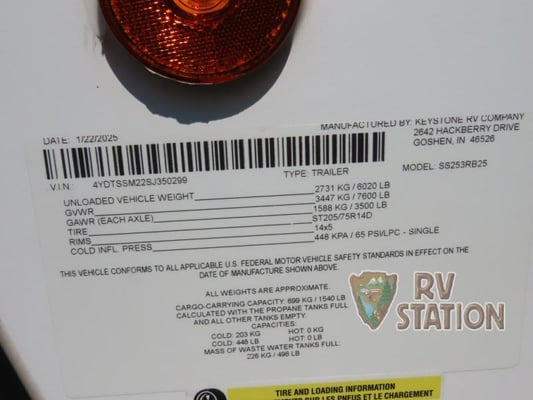 MANUFACTURED BY: KEYSTONE RV COMPANY
DATE: 1/22/2025
2642 HACKBERRY DRIVE
GOSHEN, IN 46526
V.I.N.: 4YDTSSM22SJ350299 TYPE: TRAILER MODEL: SS253RB25
UNLOADED VEHICLE WEIGHT 2731 KG / 6020 LB
GVWR 3447 KG / 7600 LB
GAWR (EACH AXLE) 1588 KG / 3500 LB
TIRE ST205/75R14D
RIMS 14x5
COLD INFL. PRESS 448 KPA / 65 PSI/LPC - SINGLE
THIS VEHICLE CONFORMS TO ALL APPLICABLE U.S. FEDERAL MOTOR VEHICLE SAFETY STANDARDS IN EFFECT ON THE
DATE OF MANUFACTURE SHOWN ABOVE.
ALL WEIGHTS ARE APPROXIMATE.
CARGO-CARRYING CAPACITY: 699 KG / 1540 LB
CALCULATED WITH THE PROPANE TANKS FULL
AND ALL OTHER TANKS EMPTY.
CAPACITIES:
COLD: 203 KG HOT: 0 KG
COLD: 448 LB HOT: 0 LB
MASS OF WASTE WATER TANKS FULL:
226 KG / 498 LB
RV
STATION
TIRE AND LOADING INFORMATION
SUR LES PNEUS ET LE CHARGEMENT